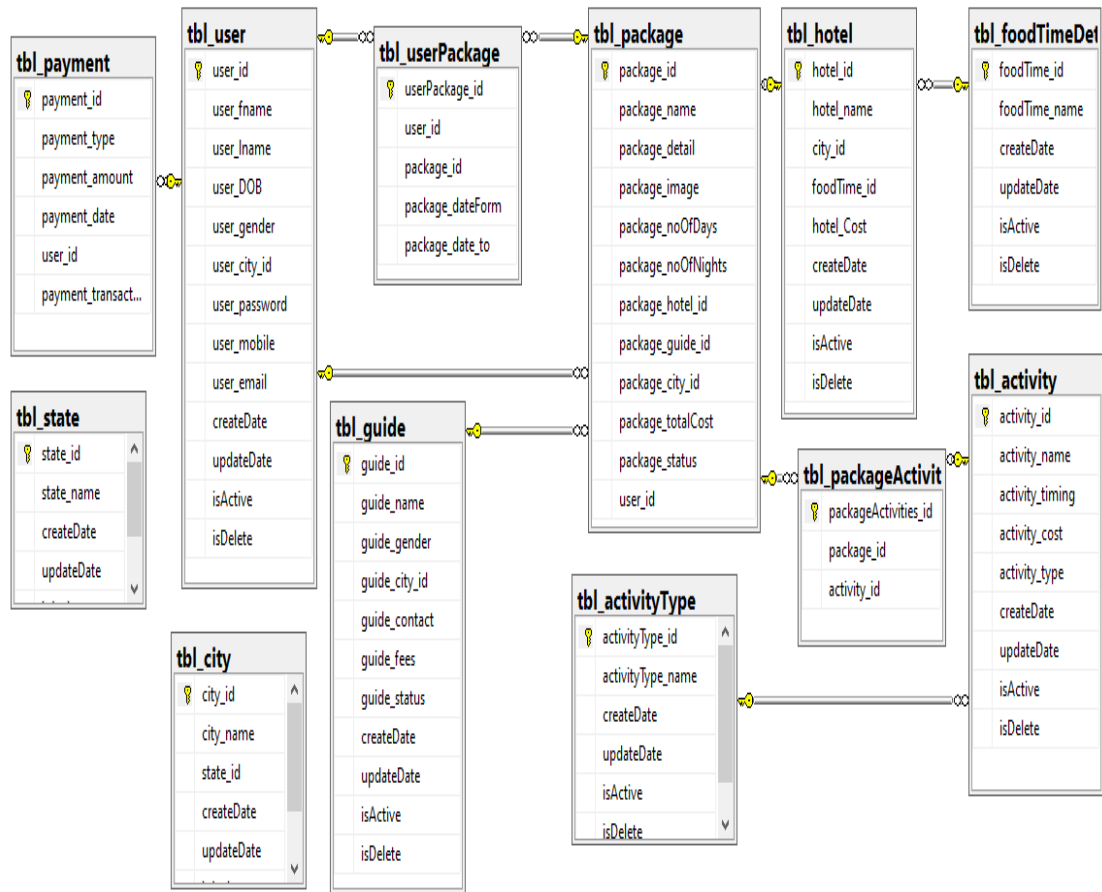 tbl_payment
payment_id
payment_type
payment_amount
payment_date
user_id
payment_transact...
tbl_user
user_id
user_fname
user_lname
user_DOB
user_gender
user_city_id
user_password
user_mobile
user_email
createDate
updateDate
isActive
isDelete
tbl_userPackage
userPackage_id
user_id
package_id
package_dateForm
package_date_to
tbl_package
package_id
package_name
package_detail
package_image
package_noOfDays
package_noOfNights
package_hotel_id
package_guide_id
package_city_id
package_totalCost
package_status
user_id
tbl_hotel
hotel_id
hotel_name
city_id
foodTime_id
hotel_Cost
createDate
updateDate
isActive
isDelete
tbl_foodTimeDet
foodTime_id
foodTime_name
createDate
updateDate
isActive
isDelete
tbl_state
state_id
state_name
createDate
updateDate
tbl_guide
guide_id
guide_name
guide_gender
guide_city_id
guide_contact
guide_fees
guide_status
createDate
updateDate
isActive
isDelete
tbl_packageActivit
packageActivities_id
package_id
activity_id
tbl_activity
activity_id
activity_name
activity_timing
activity_cost
activity_type
createDate
updateDate
isActive
isDelete
tbl_city
city_id
city_name
state_id
createDate
updateDate
tbl_activityType
activityType_id
activityType_name
createDate
updateDate
isActive
isDelete